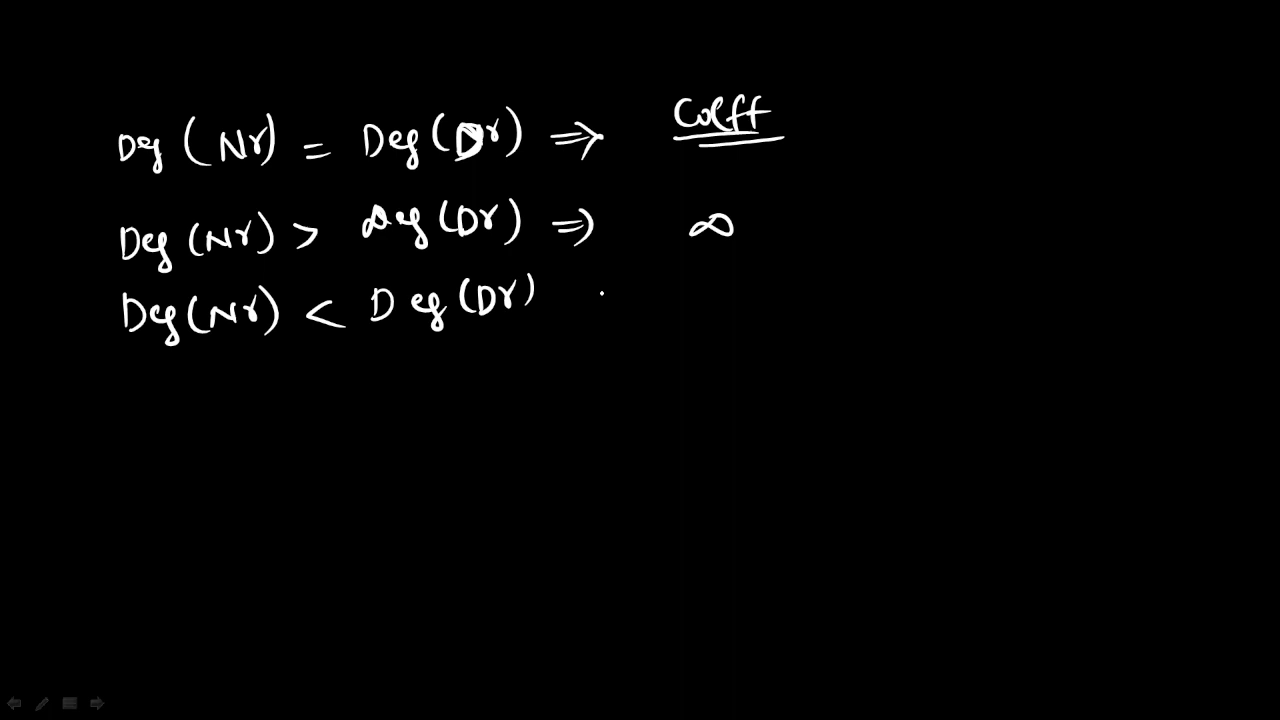 Deg (Nr) = Deg (Dr) ⇒ Coeff
Deg (Nr) > Deg (Dr) ⇒ ∞
Deg (Nr) < Deg (Dr)